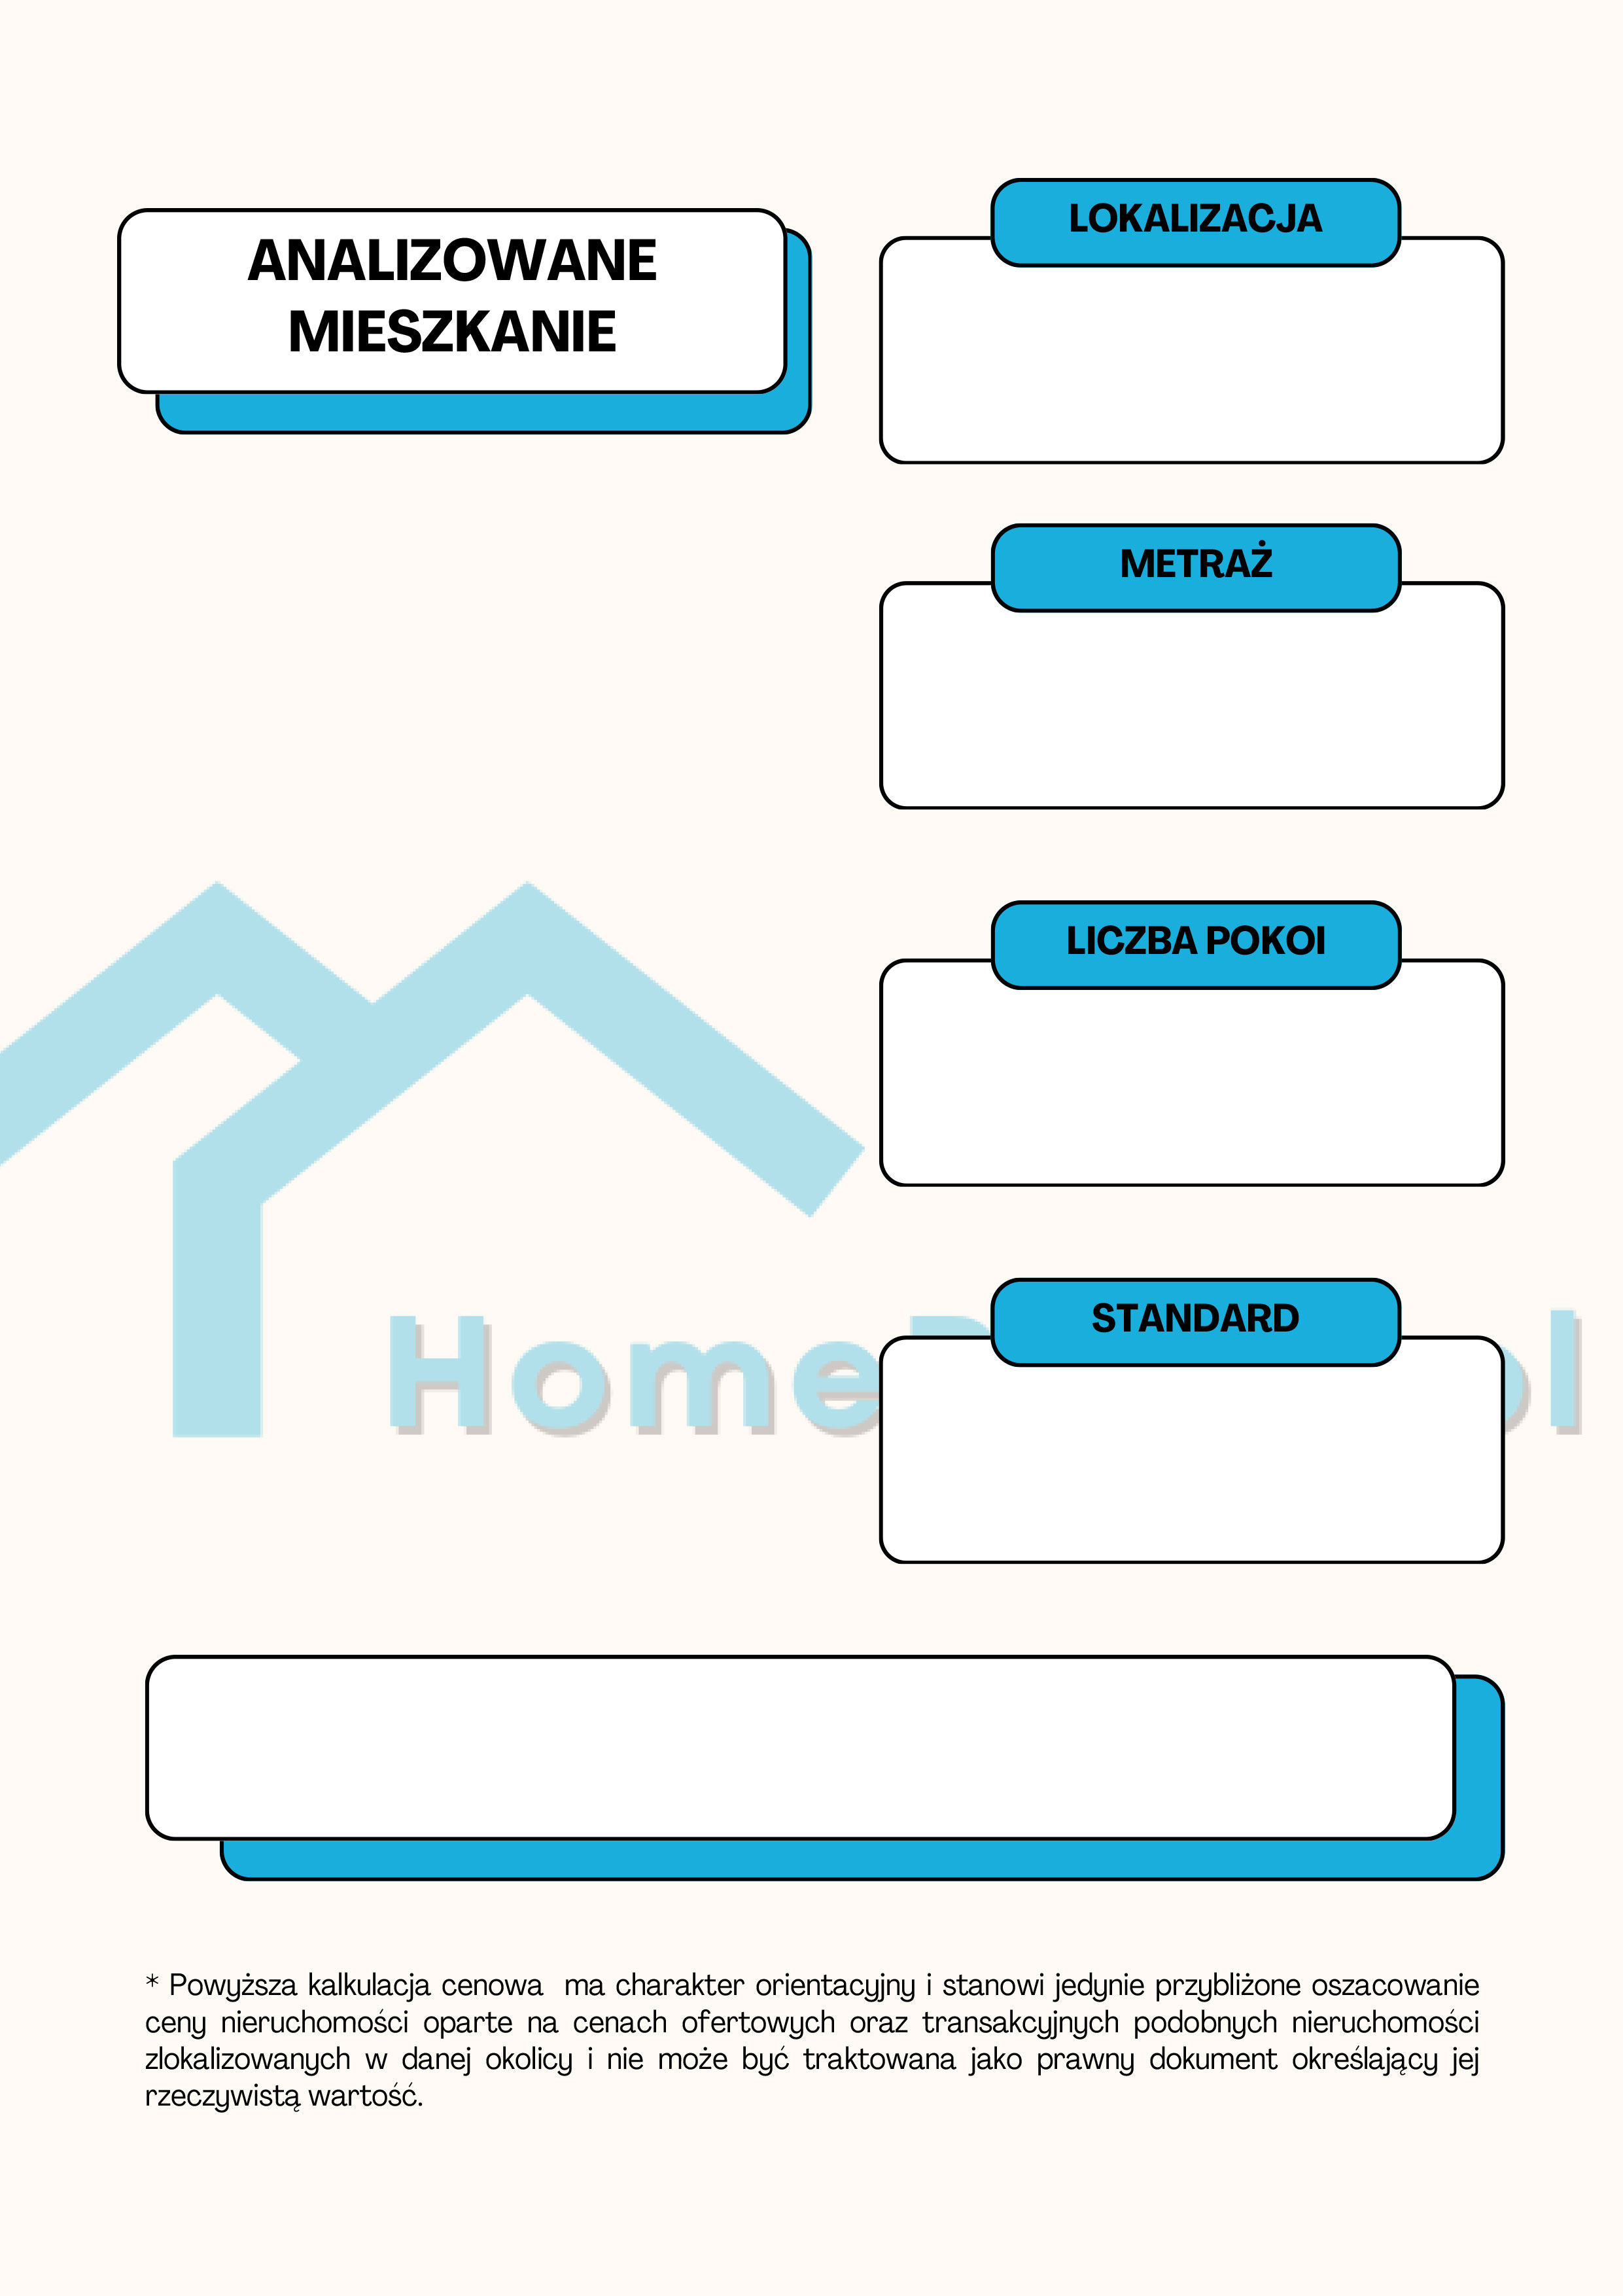 ANALIZOWANE
MIESZKANIE
LOKALIZACJA
METRAŻ
LICZBA POKOI
STANDARD
Home
* Powyższa kalkulacja cenowa  ma charakter orientacyjny i stanowi jedynie przybliżone oszacowanie
ceny nieruchomości oparte na cenach ofertowych oraz transakcyjnych podobnych nieruchomości
zlokalizowanych w danej okolicy i nie może być traktowana jako prawny dokument określający jej
rzeczywistą wartość.